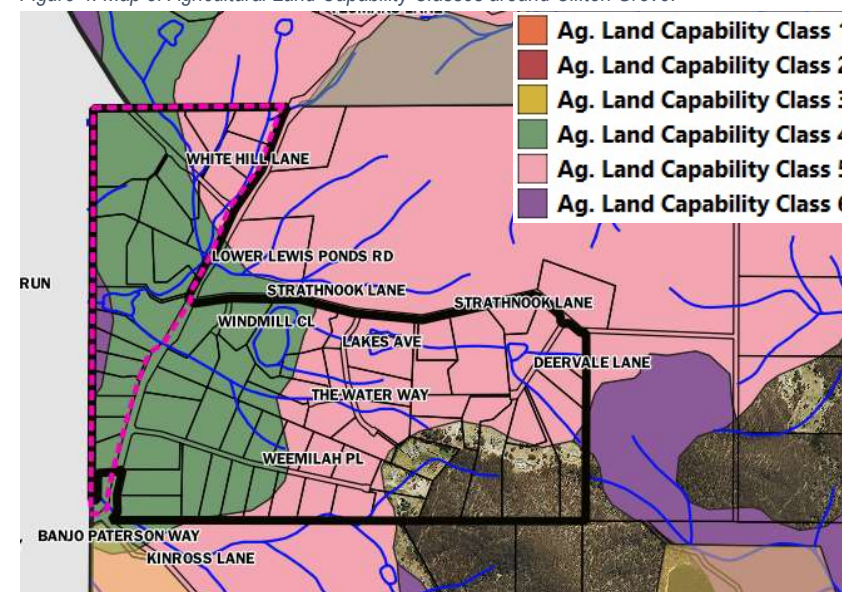 Ag. Land Capability Class
Ag. Land Capability Class
Ag. Land Capability Class
Ag. Land Capability Class
Ag. Land Capability Class
Ag. Land Capability Class
WHITE HILL LANE
LOWER LEWIS PONDS RD
RUN
STRATHNOOK LANE
STRATHNOOK LANE
WINDMILL CL
LAKES AVE
DEERVALE LANE
THE WATER WAY
WEEMILAH PL
BANJO PATERSON WAY
KINROSS LANE